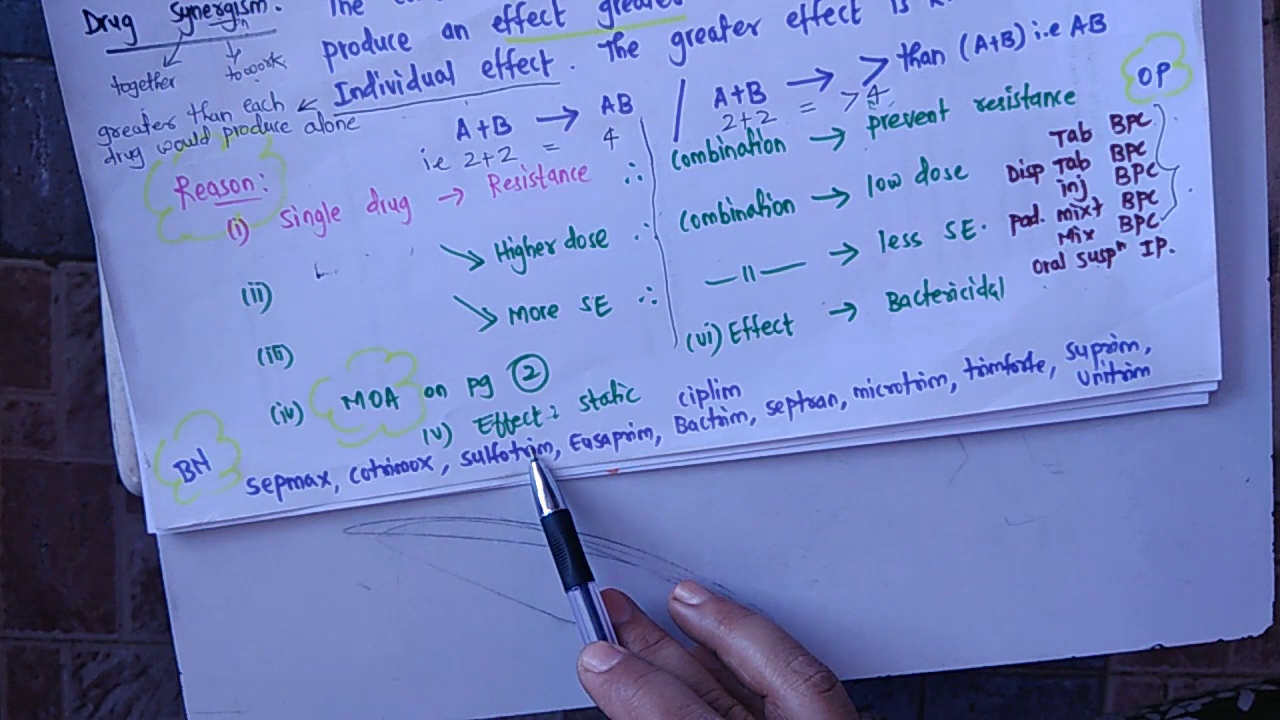 Drug Synergism: The
produce an effect greater
Individual effect. The greater effect is
together to work
greater than each
drug would produce alone
A+B → AB
i.e 2+2 = 4
A+B → > than (A+B) i.e AB
2+2 = >4
OP
Reason:
(i) Single drug → Resistance ∴ combination → prevent resistance
(ii) Higher dose ∴ combination → low dose
(iii) More SE ∴ —11— → less SE.
(iv) MOA on pg 2
(vi) Effect → Bactericidal
(v) Effect: static
Tab BPC
Disp Tab BPC
inj BPC
pad. mixt BPC
Mix BPC
Oral suspn IP.
BN
sepmax, cotrimox, sulfotrim, Eusaprim, Bactrim, septran, microtrim, trimforte, suprim,
ciplim
Unitrim